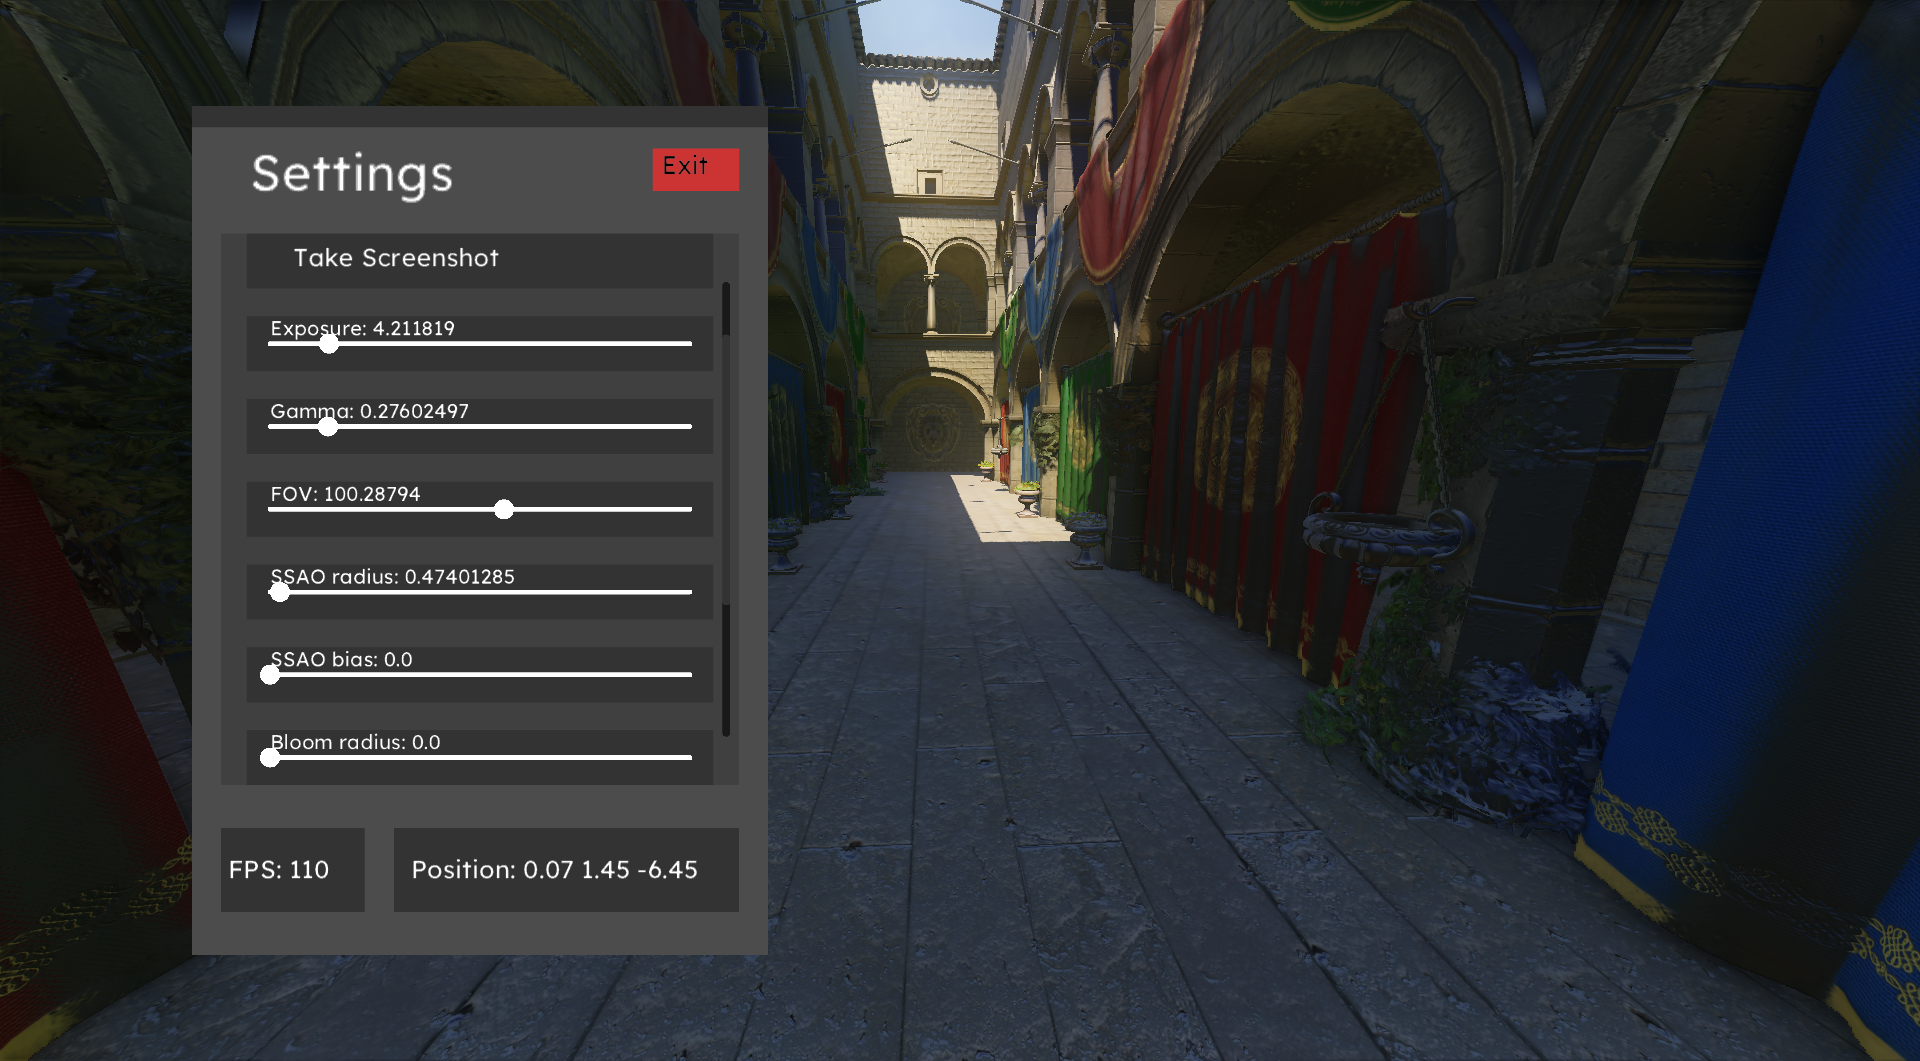 Settings
Exit
Take Screenshot
Exposure: 4.211819
Gamma: 0.27602497
FOV: 100.28794
SSAO radius: 0.47401285
SSAO bias: 0.0
Bloom radius: 0.0
FPS: 110
Position: 0.07 1.45 -6.45